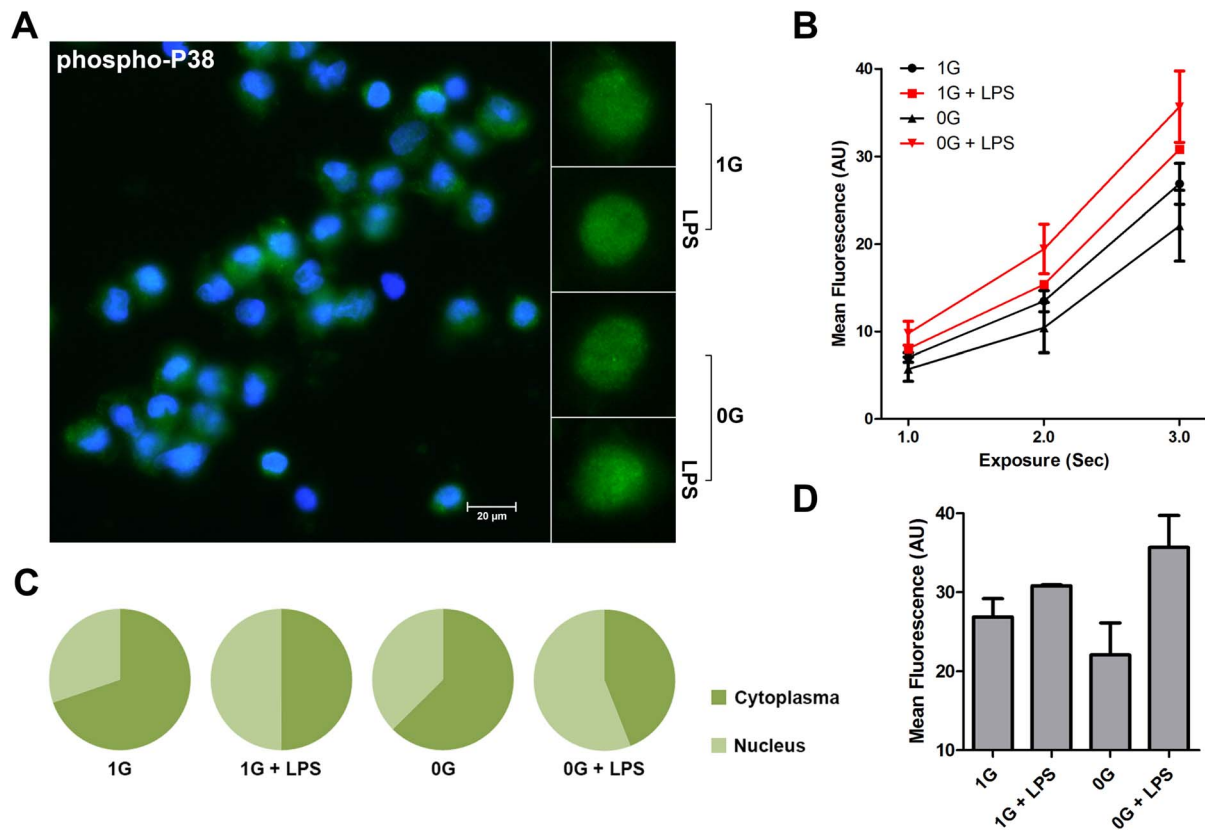 A
phospho-P38
1G
LPS
0G
LPS
20 µm
B
1G
1G + LPS
0G
0G + LPS
Mean Fluorescence (AU)
40
30
20
10
0
1.0 2.0 3.0
Exposure (Sec)
C
1G 1G + LPS 0G 0G + LPS
Cytoplasma
Nucleus
D
Mean Fluorescence (AU)
40
30
20
10
1G 1G + LPS 0G 0G + LPS